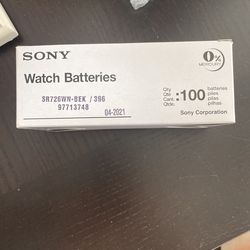 SONY
0%
MERCURY
Watch Batteries
SR726WN-BEK / 396
97713748
04-2021
Qty
Qté
Cant.
Qtde.
:100
batteries
piles
pilas
pilhas
Sony Corporation